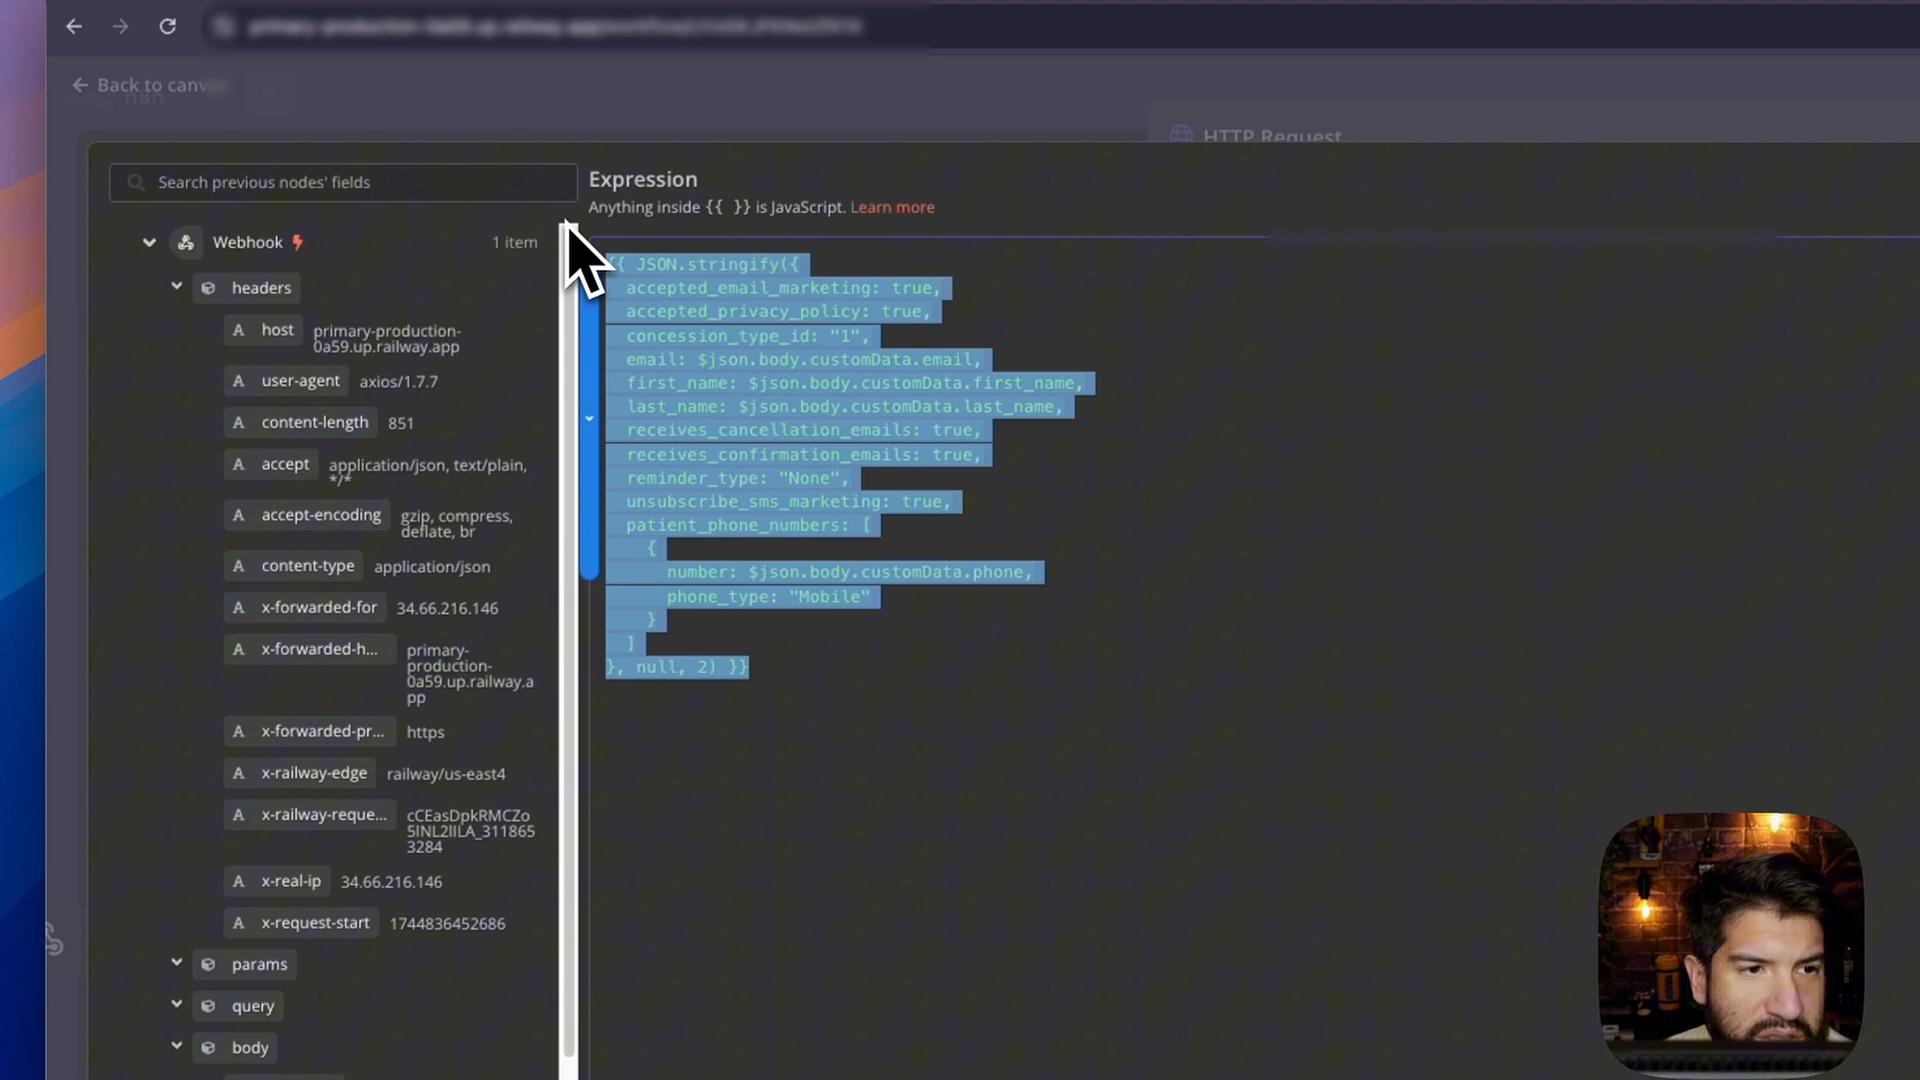 Back to canv
n8n
HTTP Request
Search previous nodes' fields
Expression
Anything inside {{ }} is JavaScript. Learn more
Webhook
1 item
headers
A host primary-production-0a59.up.railway.app
A user-agent axios/1.7.7
A content-length 851
A accept application/json, text/plain, */*
A accept-encoding gzip, compress, deflate, br
A content-type application/json
A x-forwarded-for 34.66.216.146
A x-forwarded-h... primary-production-0a59.up.railway.app
A x-forwarded-pr... https
A x-railway-edge railway/us-east4
A x-railway-reque...
A x-real-ip 34.66.216.146
A x-request-start 1744836452686
params
query
body
{ JSON.stringify({
accepted_email_marketing: true,
accepted_privacy_policy: true,
concession_type_id: "1",
email: $json.body.customData.email,
first_name: $json.body.customData.first_name,
last_name: $json.body.customData.last_name,
receives_cancellation_emails: true,
receives_confirmation_emails: true,
reminder_type: "None",
unsubscribe_sms_marketing: true,
patient_phone_numbers: [
{
number: $json.body.customData.phone,
phone_type: "Mobile"
}
]
}, null, 2) }}